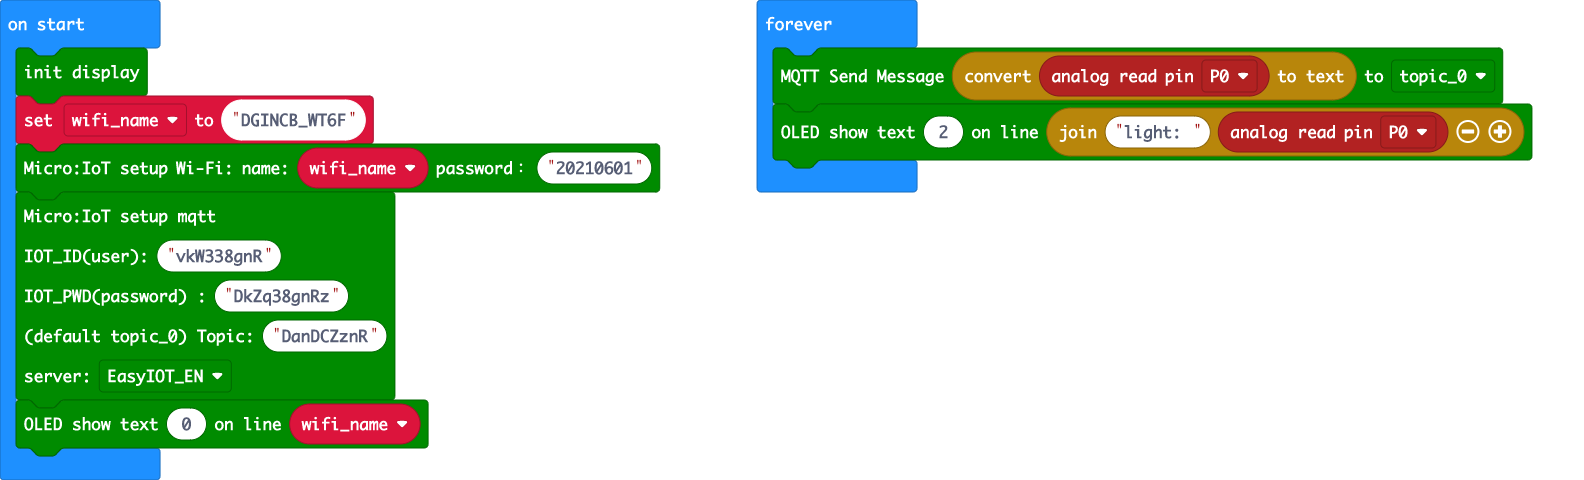 on start
init display
set wifi_name to "DGINCB_WT6F"
Micro:IoT setup Wi-Fi: name: wifi_name password: "20210601"
Micro:IoT setup mqtt
IOT_ID(user): "vkW338gnR"
IOT_PWD(password) : "DkZq38gnRz"
(default topic_0) Topic: "DanDCZznR"
server: EasyIOT_EN
OLED show text 0 on line wifi_name
forever
MQTT Send Message convert analog read pin P0 to text to topic_0
OLED show text 2 on line join "light: " analog read pin P0